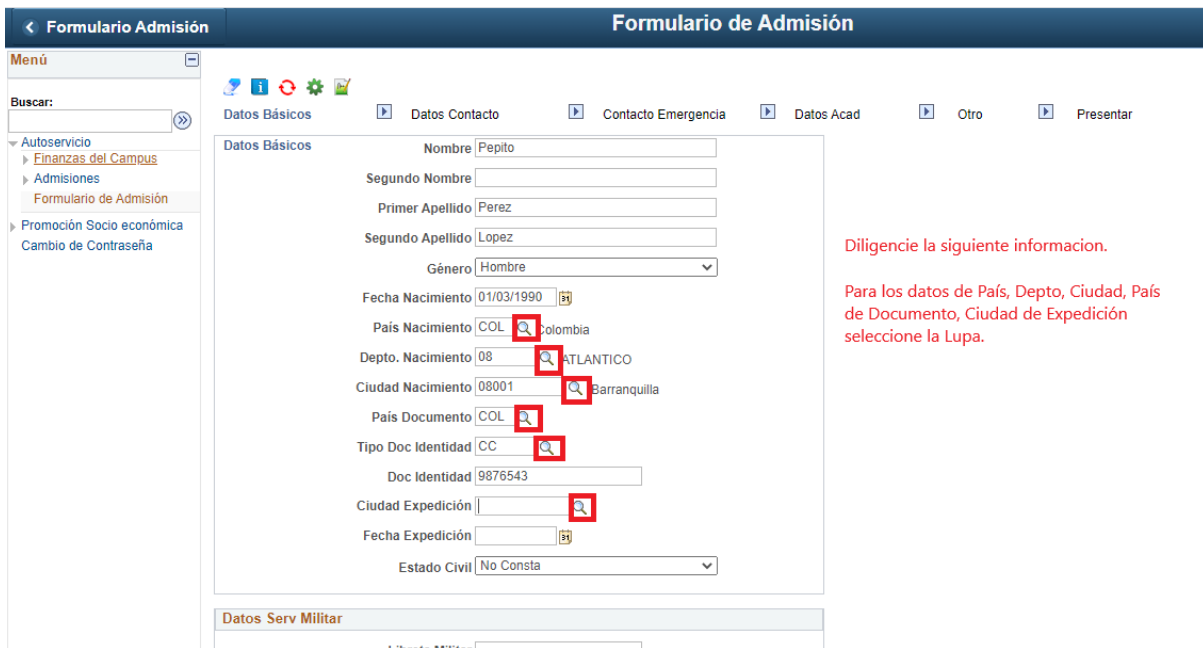 Formulario Admisión
Formulario de Admisión
Menú
Buscar:
Autoservicio
Finanzas del Campus
Admisiones
Formulario de Admisión
Promoción Socio económica
Cambio de Contraseña
Datos Básicos Datos Contacto Contacto Emergencia Datos Acad Otro Presentar
Datos Básicos
Nombre Pepito
Segundo Nombre
Primer Apellido Perez
Segundo Apellido Lopez
Género Hombre
Fecha Nacimiento 01/03/1990 31
País Nacimiento COL Colombia
Depto. Nacimiento 08 ATLANTICO
Ciudad Nacimiento 08001 Barranquilla
País Documento COL
Tipo Doc Identidad CC
Doc Identidad 9876543
Ciudad Expedición
Fecha Expedición 31
Estado Civil No Consta
Diligencie la siguiente informacion.
Para los datos de País, Depto, Ciudad, País
de Documento, Ciudad de Expedición
seleccione la Lupa.
Datos Serv Militar